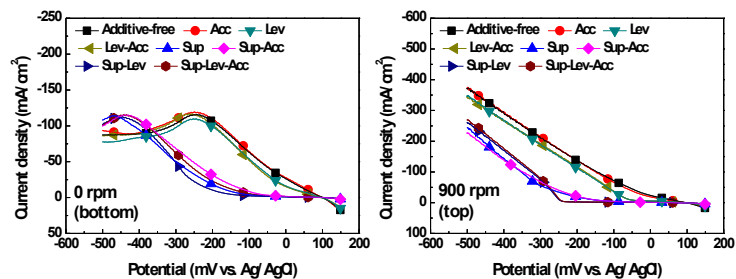 -250
-200
-150
-100
-50
0
Current density (mA/cm²)
Additive-free Acc Lev
Lev-Acc Sup Sup-Acc
Sup-Lev Sup-Lev-Acc
0 rpm
(bottom)
-600 -500 -400 -300 -200 -100 0 100 200
Potential (mV vs. Ag/AgCl)
-600
-500
-400
-300
-200
-100
0
100
Current density (mA/cm²)
Additive-free Acc Lev
Lev-Acc Sup Sup-Acc
Sup-Lev Sup-Lev-Acc
900 rpm
(top)
-600 -500 -400 -300 -200 -100 0 100 200
Potential (mV vs. Ag/AgCl)